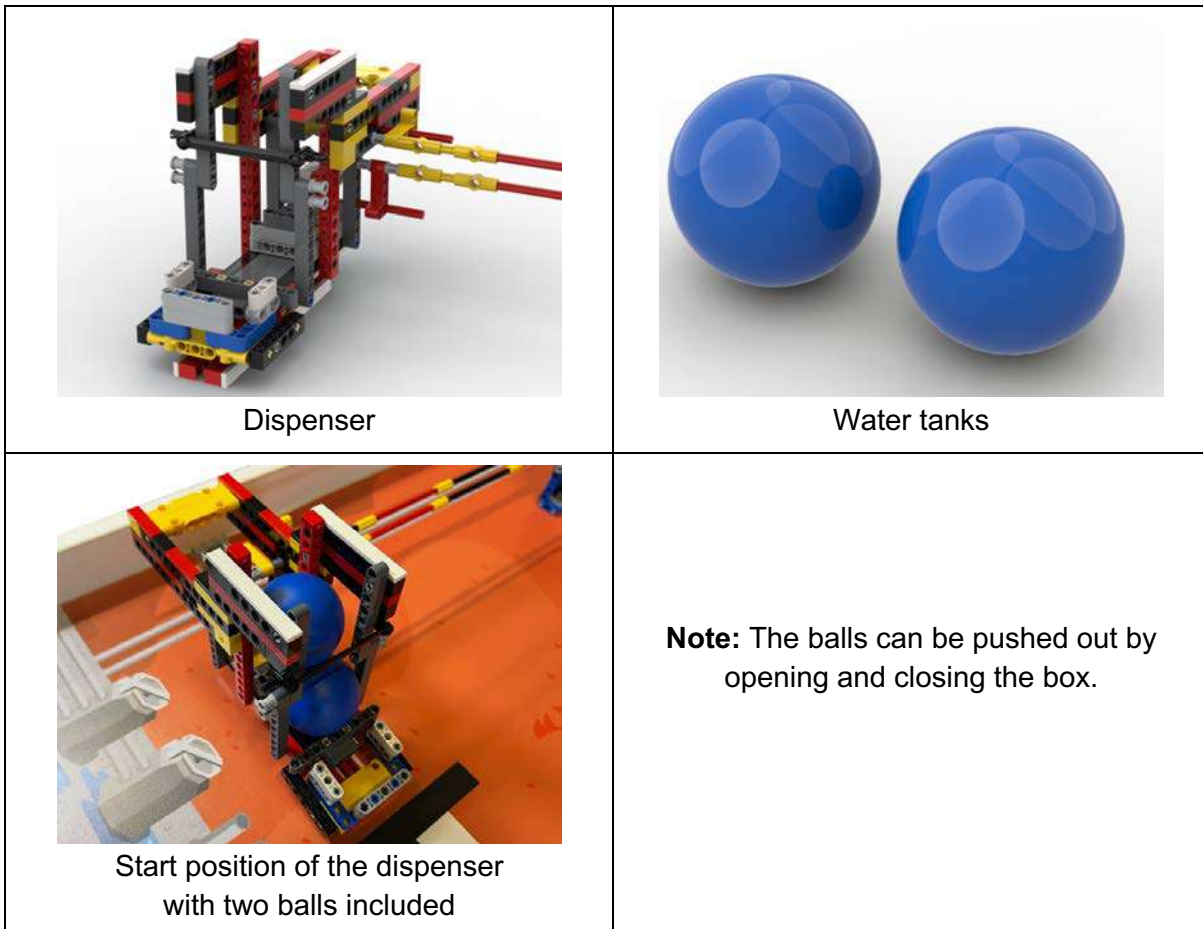 Dispenser
Water tanks
Start position of the dispenser
with two balls included
Note: The balls can be pushed out by
opening and closing the box.